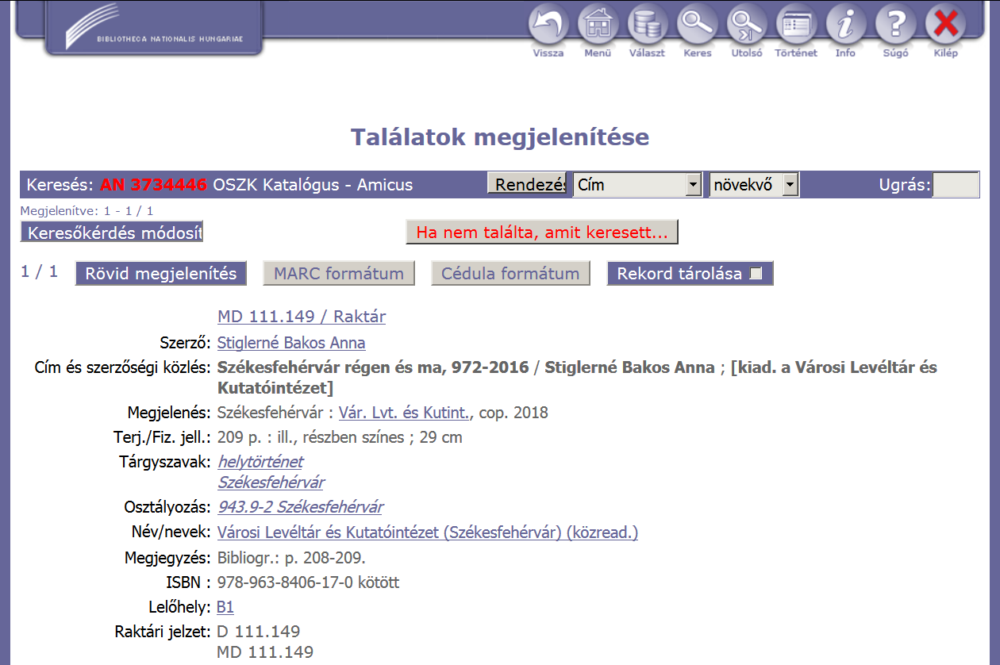 BIBLIOTHECA NATIONALIS HUNGARIAE
Vissza Menü Választ Keres Utolsó Történet Info Súgó Kilép
Találatok megjelenítése
Keresés: AN 3734446 OSZK Katalógus - Amicus Rendezés Cím növekvő Ugrás:
Megjelenítve: 1 - 1 / 1
Keresőkérdés módosít Ha nem találta, amit keresett...
1 / 1 Rövid megjelenítés MARC formátum Cédula formátum Rekord tárolása
MD 111.149 / Raktár
Szerző: Stiglerné Bakos Anna
Cím és szerzőségi közlés: Székesfehérvár régen és ma, 972-2016 / Stiglerné Bakos Anna ; [kiad. a Városi Levéltár és
Kutatóintézet]
Megjelenés: Székesfehérvár : Vár. Lvt. és Kutint., cop. 2018
Terj./Fiz. jell.: 209 p. : ill., részben színes ; 29 cm
Tárgyszavak: helytörténet
Székesfehérvár
Osztályozás: 943.9-2 Székesfehérvár
Név/nevek: Városi Levéltár és Kutatóintézet (Székesfehérvár) (közread.)
Megjegyzés: Bibliogr.: p. 208-209.
ISBN : 978-963-8406-17-0 kötött
Lelőhely: B1
Raktári jelzet: D 111.149
MD 111.149